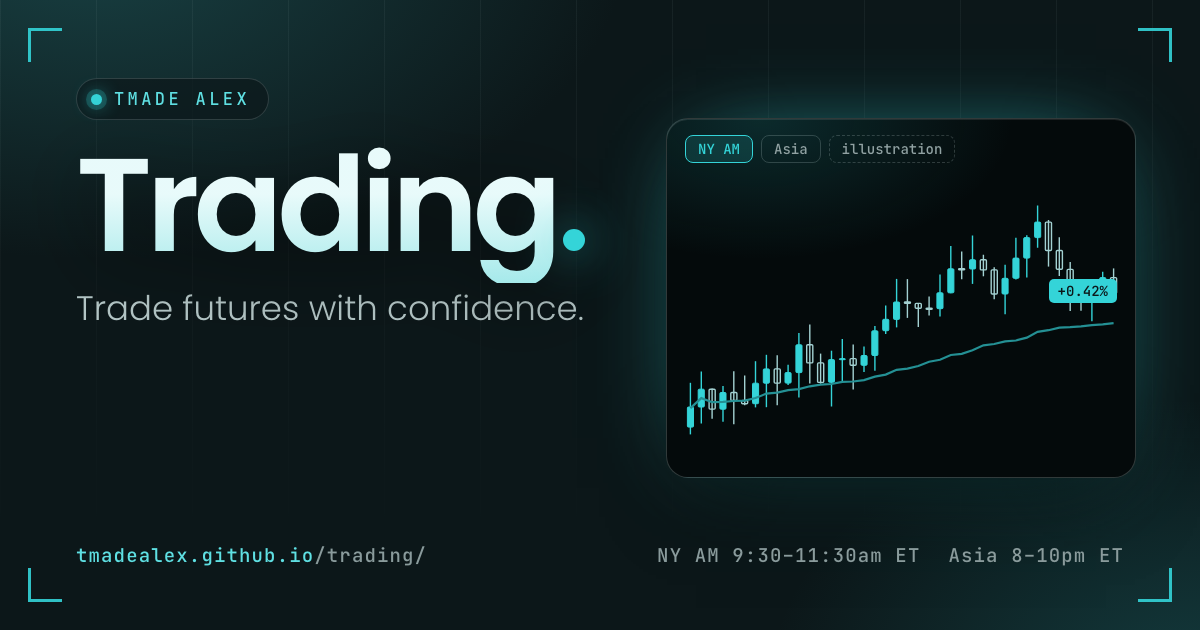 TMADE ALEX
Trading.
Trade futures with confidence.
NY AM Asia illustration
+0.42%
tmadealex.github.io/trading/
NY AM 9:30–11:30am ET Asia 8–10pm ET